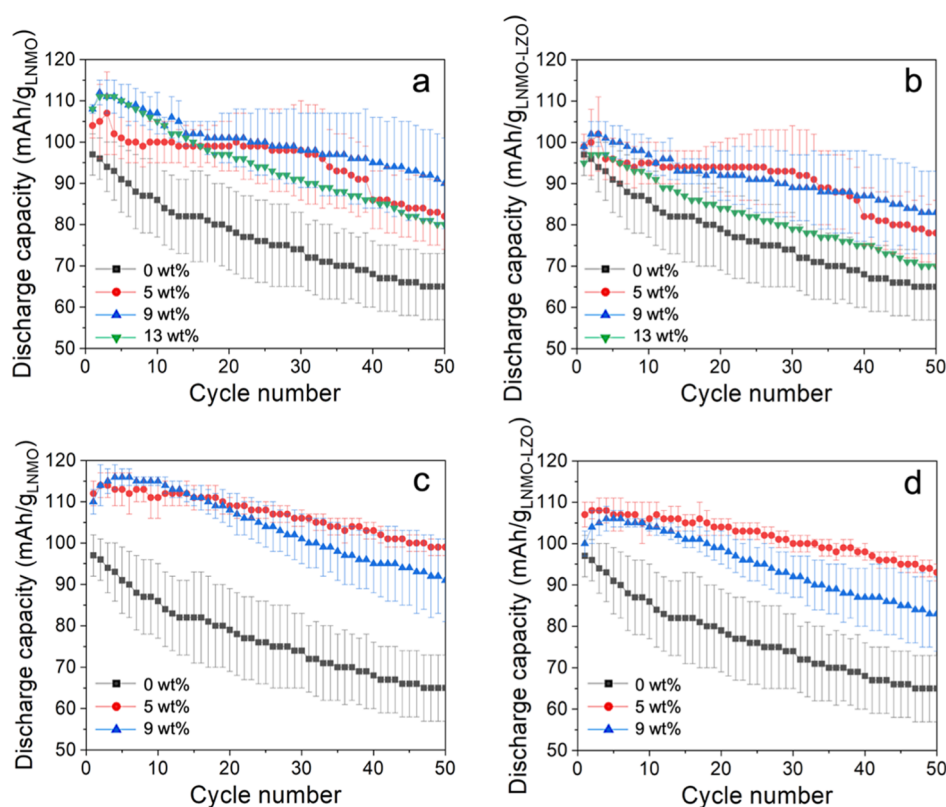 a
120
110
100
90
80
70
60
50
Discharge capacity (mAh/gLNMO)
0 wt%
5 wt%
9 wt%
13 wt%
0 10 20 30 40 50
Cycle number
b
120
110
100
90
80
70
60
50
Discharge capacity (mAh/gLNMO-LZO)
0 wt%
5 wt%
9 wt%
13 wt%
0 10 20 30 40 50
Cycle number
c
120
110
100
90
80
70
60
50
Discharge capacity (mAh/gLNMO)
0 wt%
5 wt%
9 wt%
0 10 20 30 40 50
Cycle number
d
120
110
100
90
80
70
60
50
Discharge capacity (mAh/gLNMO-LZO)
0 wt%
5 wt%
9 wt%
0 10 20 30 40 50
Cycle number